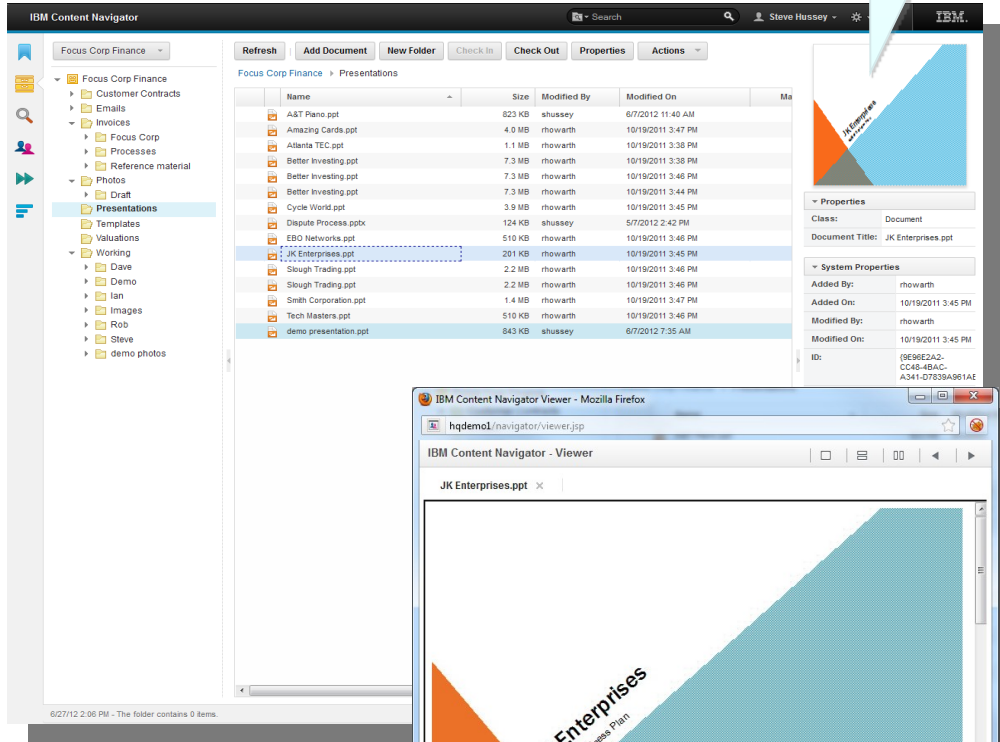 IBM Content Navigator
Search
Steve Hussey
IBM.
Focus Corp Finance
Refresh
Add Document
New Folder
Check In
Check Out
Properties
Actions
Focus Corp Finance
Presentations
Focus Corp Finance
Customer Contracts
Emails
Invoices
Focus Corp
Processes
Reference material
Photos
Draft
Presentations
Templates
Valuations
Working
Dave
Demo
Ian
Images
Rob
Steve
demo photos
Name Size Modified By Modified On Ma
A&T Piano.ppt 823 KB shussey 6/7/2012 11:40 AM
Amazing Cards.ppt 4.0 MB rhowarth 10/19/2011 3:47 PM
Atlanta TEC.ppt 1.1 MB rhowarth 10/19/2011 3:38 PM
Better Investing.ppt 7.3 MB rhowarth 10/19/2011 3:38 PM
Better Investing.ppt 7.3 MB rhowarth 10/19/2011 3:46 PM
Better Investing.ppt 7.3 MB rhowarth 10/19/2011 3:44 PM
Cycle World.ppt 3.9 MB rhowarth 10/19/2011 3:45 PM
Dispute Process.pptx 124 KB shussey 5/7/2012 2:42 PM
EBO Networks.ppt 510 KB rhowarth 10/19/2011 3:46 PM
JK Enterprises.ppt 201 KB rhowarth 10/19/2011 3:45 PM
Slough Trading.ppt 2.2 MB rhowarth 10/19/2011 3:46 PM
Slough Trading.ppt 2.2 MB rhowarth 10/19/2011 3:46 PM
Smith Corporation.ppt 1.4 MB rhowarth 10/19/2011 3:47 PM
Tech Masters.ppt 510 KB rhowarth 10/19/2011 3:46 PM
demo presentation.ppt 843 KB shussey 6/7/2012 7:35 AM
JK Enterprises
Properties
Class: Document
Document Title: JK Enterprises.ppt
System Properties
Added By: rhowarth
Added On: 10/19/2011 3:45 PM
Modified By: rhowarth
Modified On: 10/19/2011 3:45 PM
ID: {9E96E2A2-
CC48-4BAC-
A341-D7839A961AE
IBM Content Navigator Viewer - Mozilla Firefox
hqdemo1/navigator/viewer.jsp
IBM Content Navigator - Viewer
JK Enterprises.ppt
Enterprises
Plan
6/27/12 2:06 PM - The folder contains 0 items.